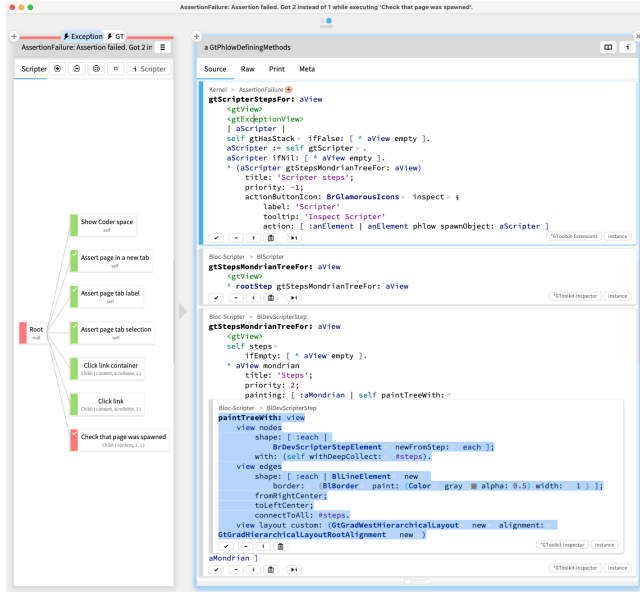 AssertionFailure: Assertion failed. Got 2 instead of 1 while executing 'Check that page was spawned'.
Exception GT
AssertionFailure: Assertion failed. Got 2 in
Scripter
i Scripter
Show Coder space
self
Assert page in a new tab
self
Assert page tab label
self
Assert page tab selection
self
Root
null
Click link container
Child: ( content, scrollable, 1 )
Click link
Child: ( content, scrollable, 1 )
Check that page was spawned
Child: ( content, 1, 1 )
a GtPhlowDefiningMethods
Source Raw Print Meta
Kernel > AssertionFailure
gtScripterStepsFor: aView
<gtView>
<gtExceptionView>
| aScripter |
self gtHasStack ifFalse: [ ^ aView empty ].
aScripter := self gtScripter .
aScripter ifNil: [ ^ aView empty ].
^ (aScripter gtStepsMondrianTreeFor: aView)
title: 'Scripter steps';
priority: -1;
actionButtonIcon: BrGlamorousIcons inspect
label: 'Scripter'
tooltip: 'Inspect Scripter'
action: [ :anElement | anElement phlow spawnObject: aScripter ]
*GToolkit-Extensions instance
Bloc-Scripter > BlScripter
gtStepsMondrianTreeFor: aView
<gtView>
^ rootStep gtStepsMondrianTreeFor: aView
*GToolkit-Inspector instance
Bloc-Scripter > BlDevScripterStep
gtStepsMondrianTreeFor: aView
<gtView>
self steps
ifEmpty: [ ^ aView empty ].
^ aView mondrian
title: 'Steps';
priority: 2;
painting: [ :aMondrian | self paintTreeWith:
Bloc-Scripter > BlDevScripterStep
paintTreeWith: view
view nodes
shape: [ :each |
BrDevScripterStepElement newFromStep: each ];
with: (self withDeepCollect: #steps).
view edges
shape: [ :each | BlLineElement new
border: (BlBorder paint: (Color gray alpha: 0.5) width: 1 ) ];
fromRightCenter;
toLeftCenter;
connectToAll: #steps.
view layout custom: (GtGradWestHierarchicalLayout new alignment:
GtGradHierarchicalLayoutRootAlignment new )
*GToolkit-Inspector instance
aMondrian ]
*GToolkit-Inspector instance